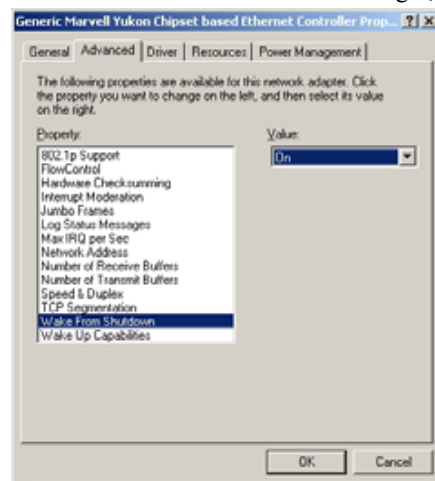 Generic Marvell Yukon Chipset based Ethernet Controller Prop...
General Advanced Driver Resources Power Management
The following properties are available for this network adapter. Click
the property you want to change on the left, and then select its value
on the right.
Property: Value:
802.1p Support On
FlowControl
Hardware Checksumming
Interrupt Moderation
Jumbo Frames
Log Status Messages
Max IRQ per Sec
Network Address
Number of Receive Buffers
Number of Transmit Buffers
Speed & Duplex
TCP Segmentation
Wake From Shutdown
Wake Up Capabilities
OK Cancel